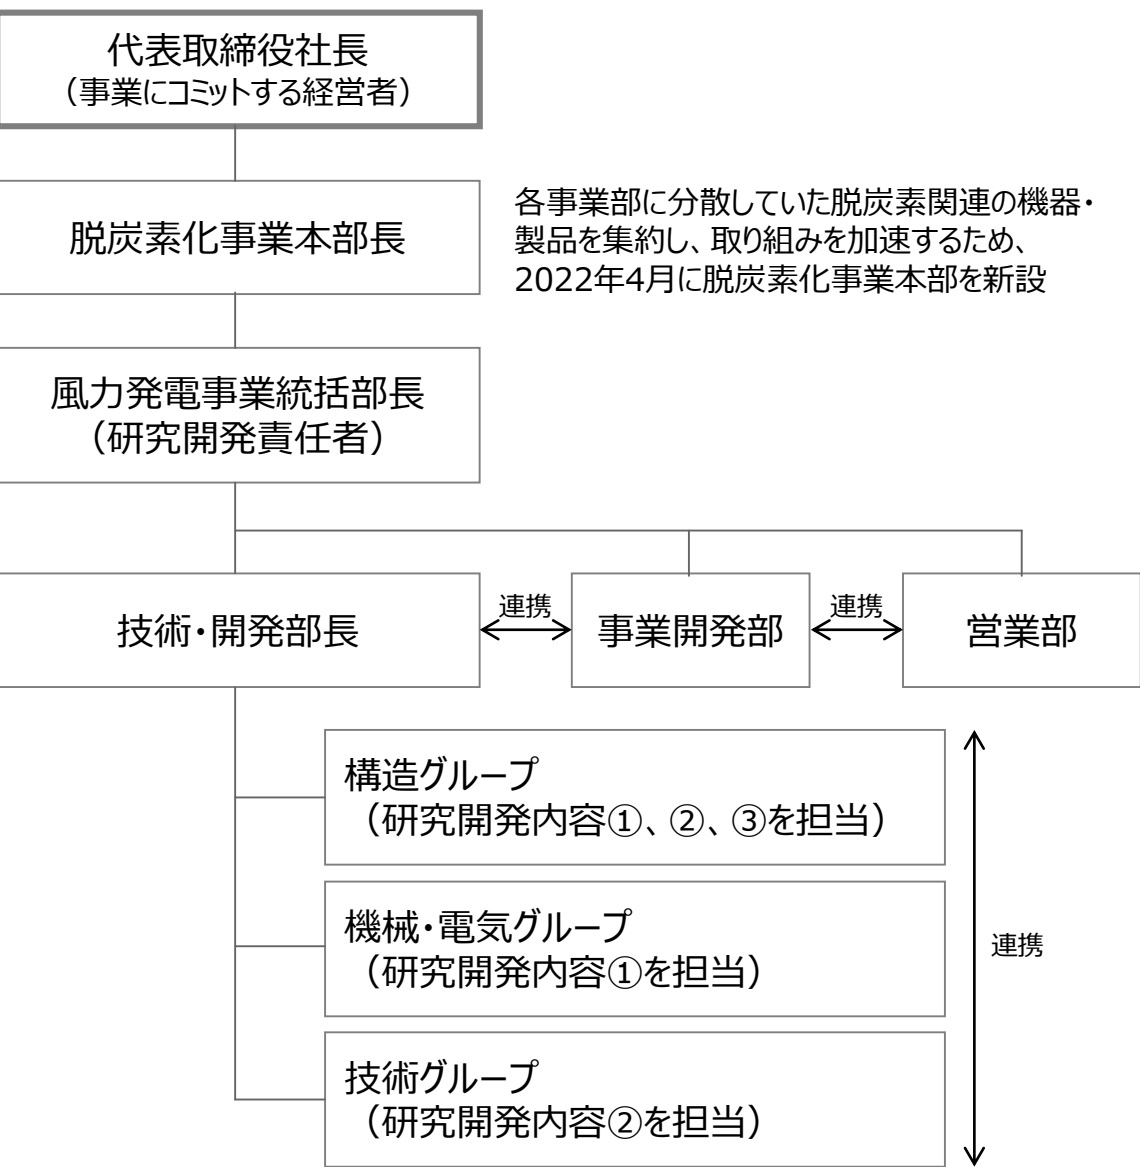 代表取締役社長
（事業にコミットする経営者）
脱炭素化事業本部長
各事業部に分散していた脱炭素関連の機器・
製品を集約し、取り組みを加速するため、
2022年4月に脱炭素化事業本部を新設
風力発電事業統括部長
（研究開発責任者）
技術・開発部長
連携
事業開発部
連携
営業部
構造グループ
（研究開発内容①、②、③を担当）
機械・電気グループ
（研究開発内容①を担当）
連携
技術グループ
（研究開発内容②を担当）